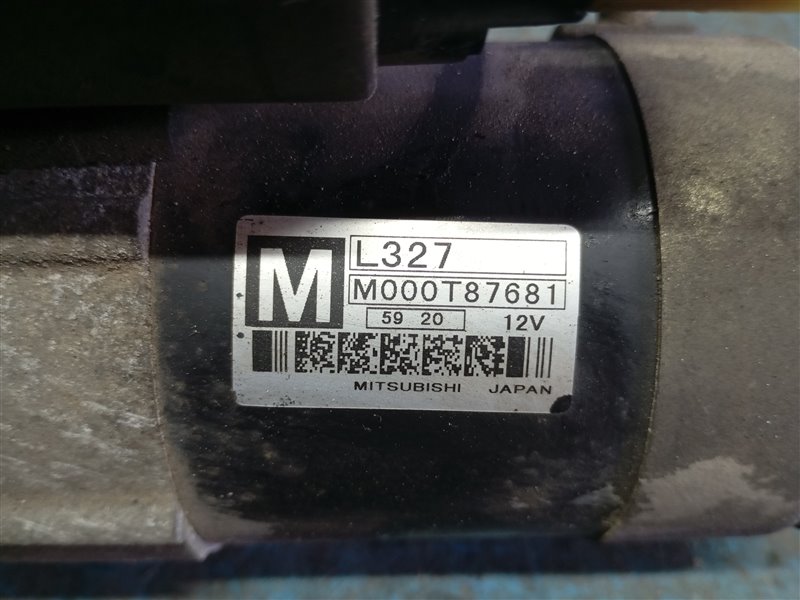 M
L327
M000T87681
59 20
12V
MITSUBISHI JAPAN